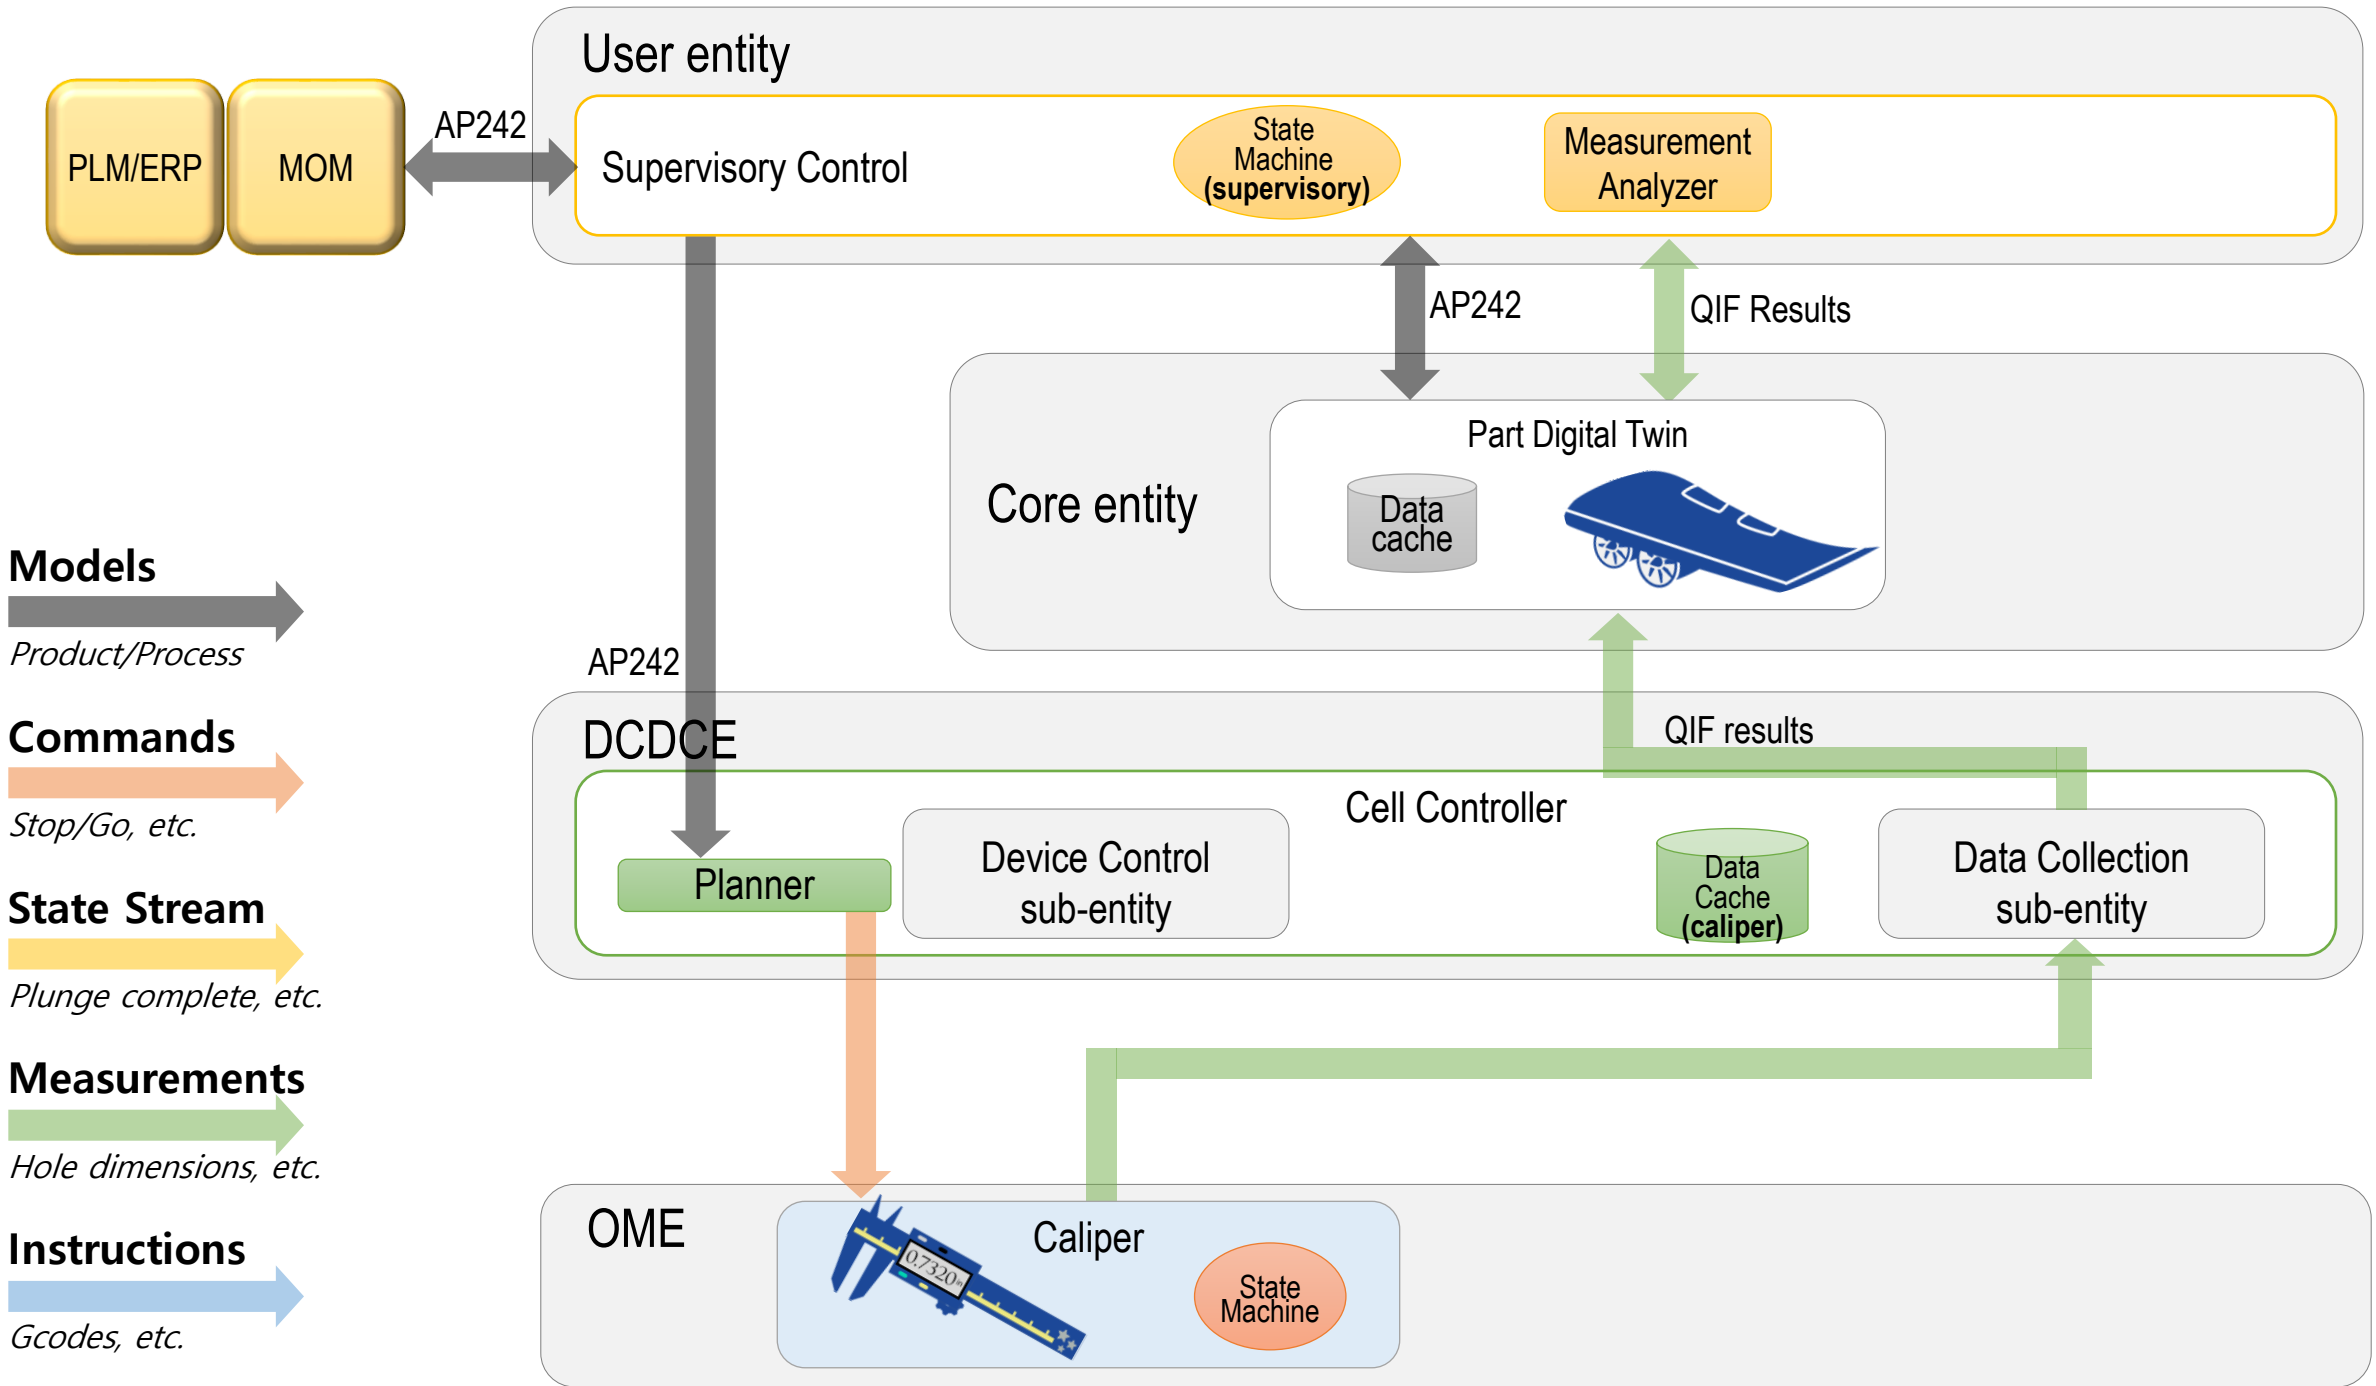 User entity
PLM/ERP
MOM
AP242
Supervisory Control
State
Machine
(supervisory)
Measurement
Analyzer
AP242
QIF Results
Core entity
Part Digital Twin
Data
cache
Models
Product/Process
Commands
Stop/Go, etc.
State Stream
Plunge complete, etc.
Measurements
Hole dimensions, etc.
Instructions
Gcodes, etc.
AP242
DCDCE
QIF results
Cell Controller
Planner
Device Control
sub-entity
Data
Cache
(caliper)
Data Collection
sub-entity
OME
Caliper
0.7320 in
State
Machine